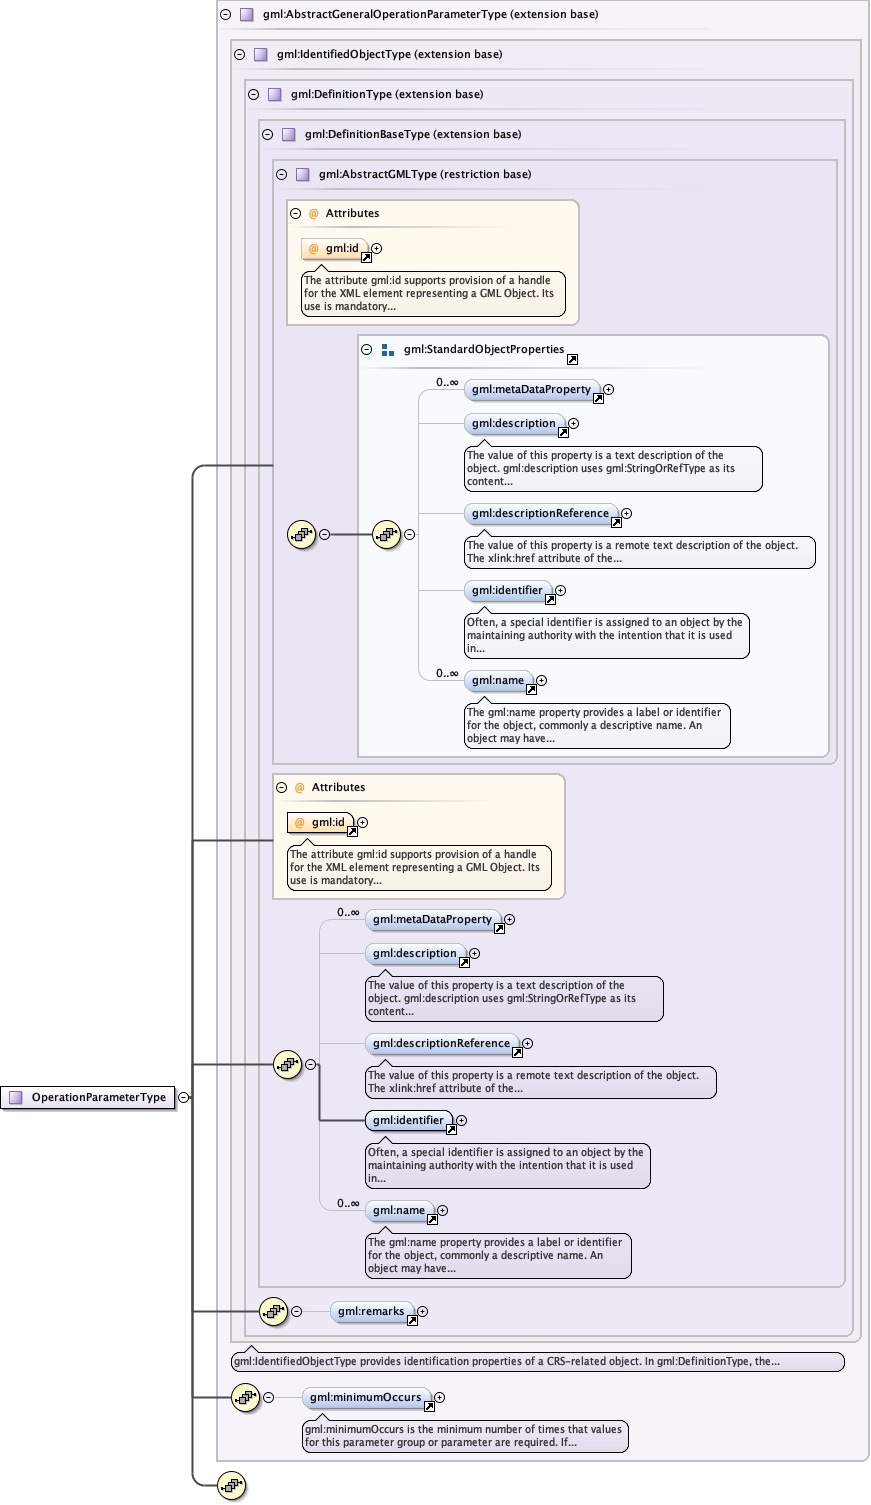 gml:AbstractGeneralOperationParameterType (extension base)
gml:IdentifiedObjectType (extension base)
gml:DefinitionType (extension base)
gml:DefinitionBaseType (extension base)
gml:AbstractGMLType (restriction base)
@ Attributes
@ gml:id
The attribute gml:id supports provision of a handle
for the XML element representing a GML Object. Its
use is mandatory...
gml:StandardObjectProperties
0..∞
gml:metaDataProperty
gml:description
The value of this property is a text description of the
object. gml:description uses gml:StringOrRefType as its
content...
gml:descriptionReference
The value of this property is a remote text description of the object.
The xlink:href attribute of the...
gml:identifier
Often, a special identifier is assigned to an object by the
maintaining authority with the intention that it is used
in...
0..∞
gml:name
The gml:name property provides a label or identifier
for the object, commonly a descriptive name. An
object may have...
@ Attributes
@ gml:id
The attribute gml:id supports provision of a handle
for the XML element representing a GML Object. Its
use is mandatory...
0..∞
gml:metaDataProperty
gml:description
The value of this property is a text description of the
object. gml:description uses gml:StringOrRefType as its
content...
gml:descriptionReference
The value of this property is a remote text description of the object.
The xlink:href attribute of the...
OperationParameterType
gml:identifier
Often, a special identifier is assigned to an object by the
maintaining authority with the intention that it is used
in...
0..∞
gml:name
The gml:name property provides a label or identifier
for the object, commonly a descriptive name. An
object may have...
gml:remarks
gml:IdentifiedObjectType provides identification properties of a CRS-related object. In gml:DefinitionType, the...
gml:minimumOccurs
gml:minimumOccurs is the minimum number of times that values
for this parameter group or parameter are required. If...